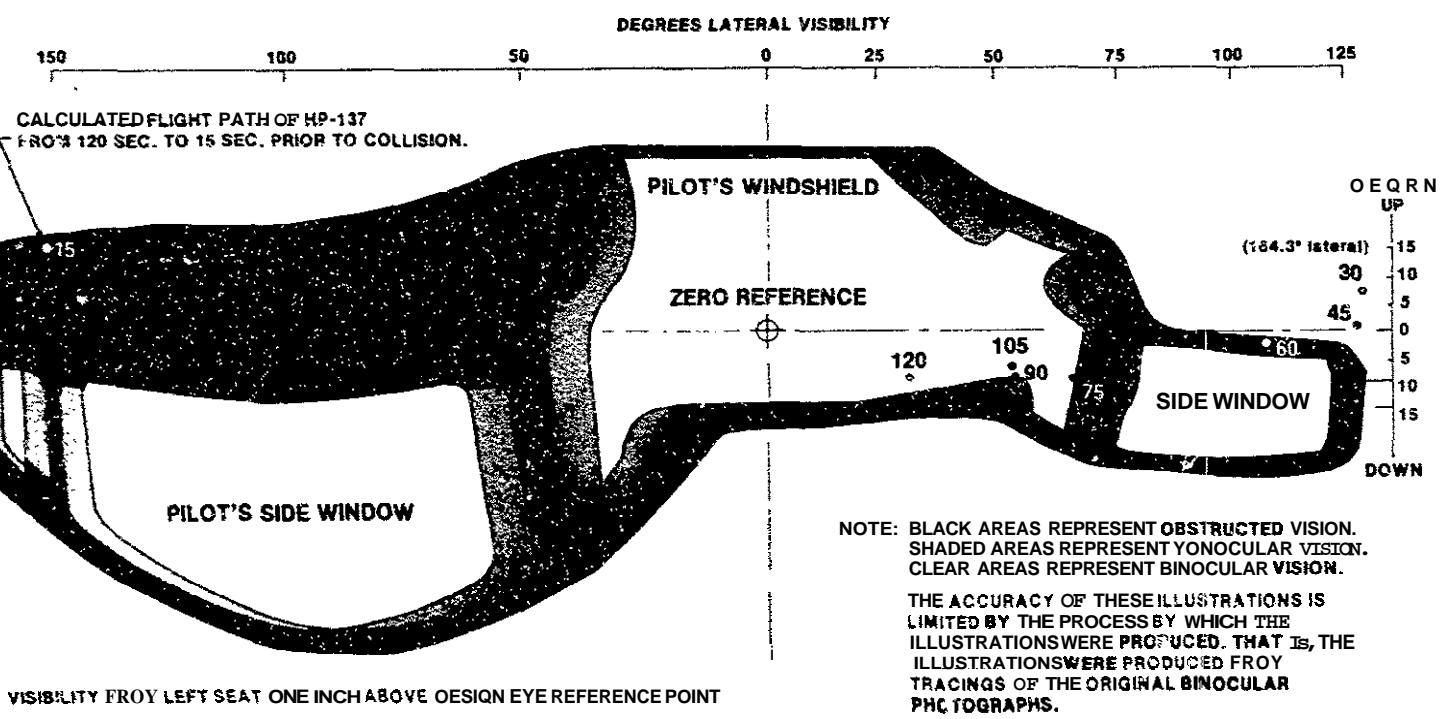 DEGREES LATERAL VISIBILITY
150 100 50 0 25 50 75 100 125
CALCULATED FLIGHT PATH OF HP-137
FROM 120 SEC. TO 15 SEC. PRIOR TO COLLISION.
PILOT'S WINDSHIELD
OEQRN
UP
15
(164.3° lateral)
15
30
10
ZERO REFERENCE
5
45
0
120
105
90
60
5
75
10
SIDE WINDOW
15
DOWN
PILOT'S SIDE WINDOW
NOTE: BLACK AREAS REPRESENT OBSTRUCTED VISION.
SHADED AREAS REPRESENT YONOCULAR VISION.
CLEAR AREAS REPRESENT BINOCULAR VISION.
THE ACCURACY OF THESE ILLUSTRATIONS IS
LIMITED BY THE PROCESS BY WHICH THE
ILLUSTRATIONS WERE PRODUCED. THAT Is, THE
ILLUSTRATIONS WERE PRODUCED FROY
TRACINGS OF THE ORIGINAL BINOCULAR
PHOTOGRAPHS.
VISIBILITY FROY LEFT SEAT ONE INCH ABOVE OESIQN EYE REFERENCE POINT